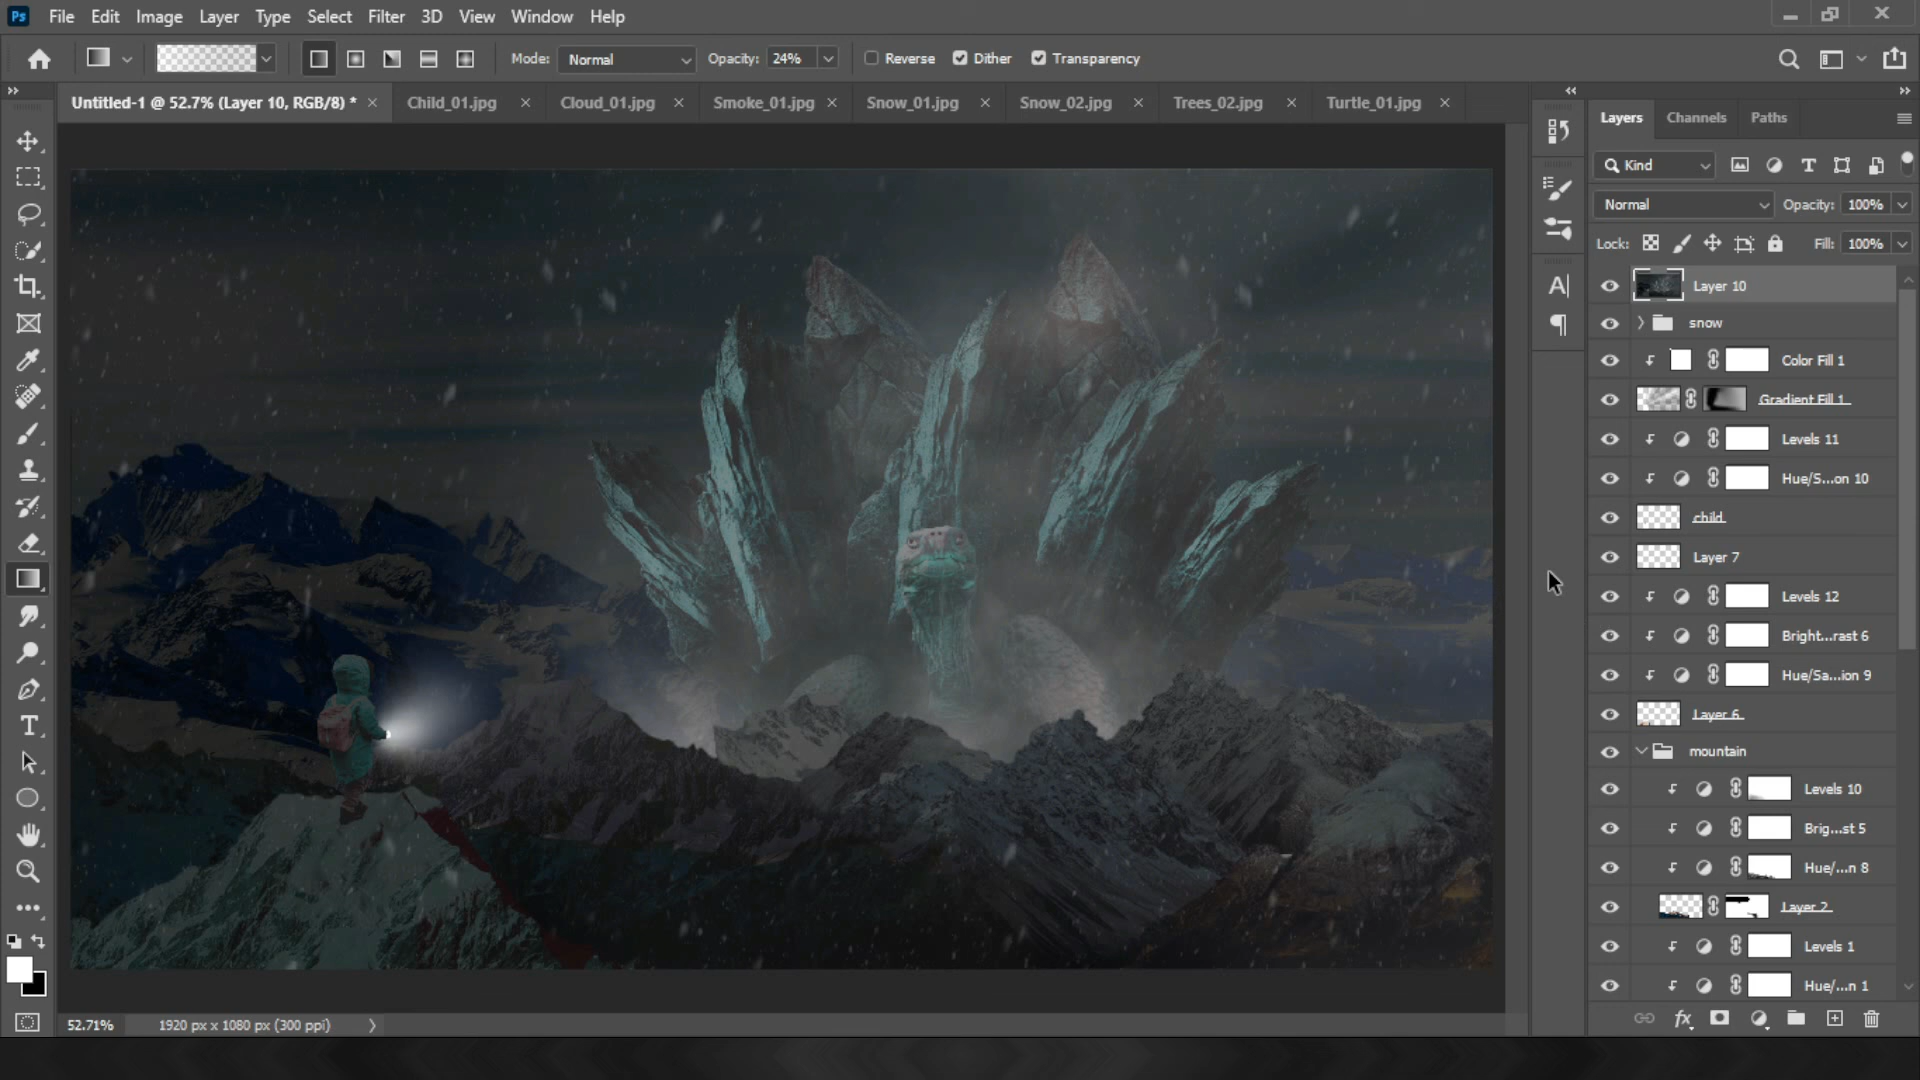 Ps File Edit Image Layer Type Select Filter 3D View Window Help
Mode: Normal Opacity: 24% Reverse Dither Transparency
Untitled-1 @ 52.7% (Layer 10, RGB/8) * Child_01.jpg Cloud_01.jpg Smoke_01.jpg Snow_01.jpg Snow_02.jpg Trees_02.jpg Turtle_01.jpg
Layers Channels Paths
Kind
Normal Opacity: 100%
Lock: Fill: 100%
Layer 10
snow
Color Fill 1
Gradient Fill 1
Levels 11
Hue/S...on 10
child
Layer 7
Levels 12
Bright...rast 6
Hue/Sa...ion 9
Layer 6
mountain
Levels 10
Brig...st 5
Hue/...n 8
Layer 2
Levels 1
Hue/...n 1
52.71% 1920 px x 1080 px (300 ppi)